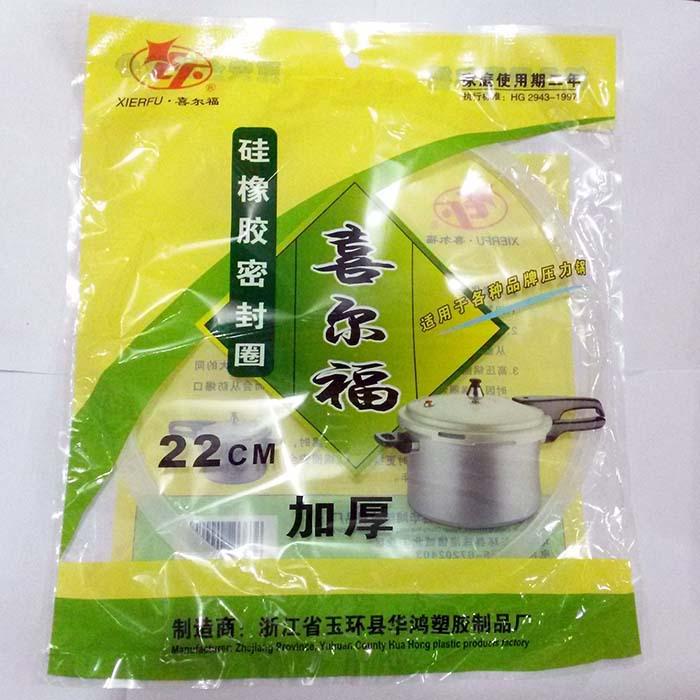 XIERFU·喜尔福
家庭使用期二年
执行标准：HG 2943-1997
硅橡胶密封圈
喜尔福
适用于各种品牌压力锅
22CM
加厚
制造商：浙江省玉环县华鸿塑胶制品厂
Manufacturer: Zhejiang Province, Yuhuan County Hua Hong plastic products factory